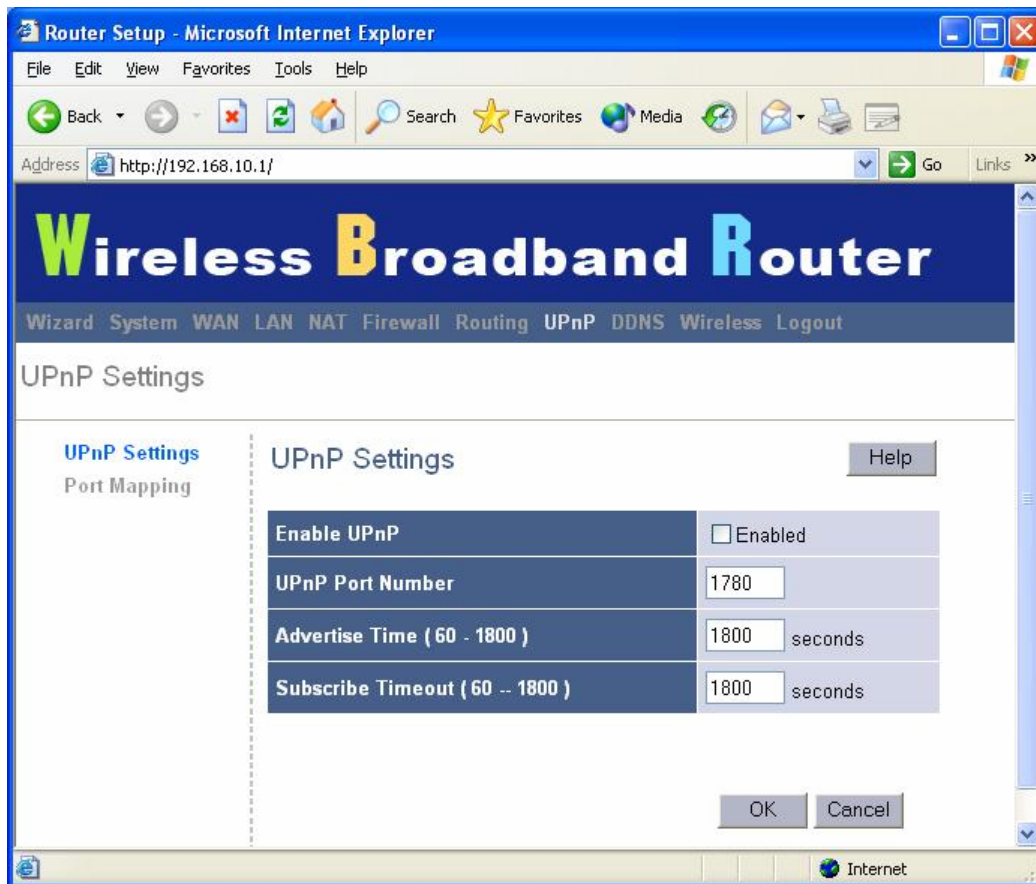 Router Setup - Microsoft Internet Explorer
File Edit View Favorites Tools Help
Back Search Favorites Media
Address http://192.168.10.1/ Go Links »
Wireless Broadband Router
Wizard System WAN LAN NAT Firewall Routing UPnP DDNS Wireless Logout
UPnP Settings
UPnP Settings
Port Mapping
UPnP Settings Help
Enable UPnP Enabled
UPnP Port Number 1780
Advertise Time ( 60 - 1800 ) 1800 seconds
Subscribe Timeout ( 60 -- 1800 ) 1800 seconds
OK Cancel
Internet